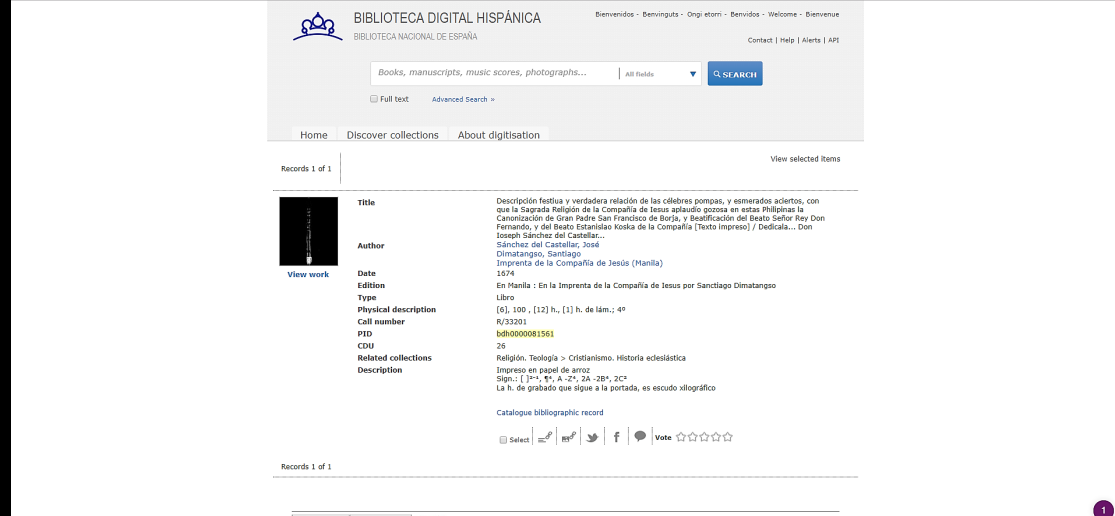 BIBLIOTECA DIGITAL HISPÁNICA
BIBLIOTECA NACIONAL DE ESPAÑA
Bienvenidos - Benvinguts - Ongi etorri - Benvidos - Welcome - Bienvenue
Contact | Help | Alerts | API
Books, manuscripts, music scores, photographs...
All fields
SEARCH
Full text
Advanced Search »
Home
Discover collections
About digitisation
Records 1 of 1
View selected items
View work
Title
Descripción festiua y verdadera relación de las célebres pompas, y esmerados aciertos, con
que la Sagrada Religión de la Compañía de Iesus aplaudío gozosa en estas Philipinas la
Canonización de Gran Padre San Francisco de Borja, y Beatificación del Beato Señor Rey Don
Fernando, y del Beato Estanislao Koska de la Compañía [Texto impreso] / Dedicala... Don
Ioseph Sánchez del Castellar...
Author
Sánchez del Castellar, José
Dimatangso, Santiago
Imprenta de la Compañía de Jesús (Manila)
Date
1674
Edition
En Manila : En la Imprenta de la Compañía de Iesus por Sanctiago Dimatangso
Type
Libro
Physical description
[6], 100 , [12] h., [1] h. de lám.; 4º
Call number
R/33201
PID
bdh0000081561
CDU
26
Related collections
Religión. Teología > Cristianismo. Historia eclesiástica
Description
Impreso en papel de arroz
Sign.: [ ]²⁻¹, ¶⁴, A -Z⁴, 2A -2B⁴, 2C²
La h. de grabado que sigue a la portada, es escudo xilográfico
Catalogue bibliographic record
Select
Vote
Records 1 of 1
1